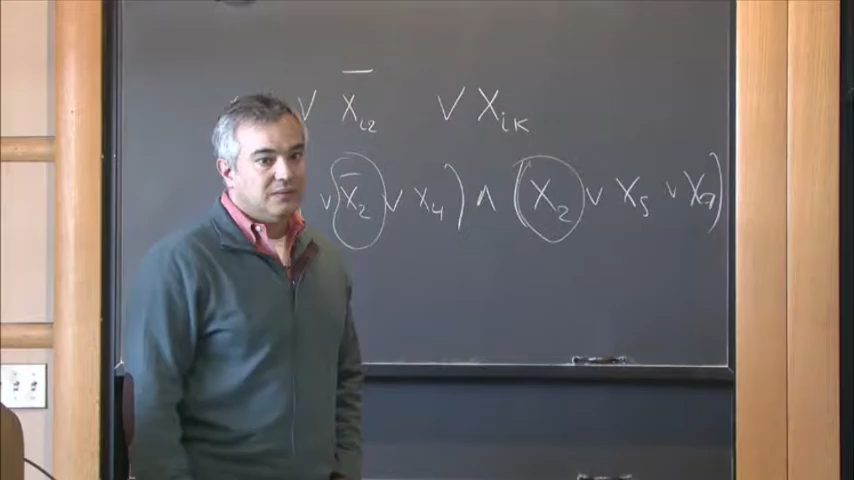 ∨ x̅ᵢ₂ ∨ xᵢₖ
∨ x̅₂ ∨ x₄ ) ∧ ( x₂ ∨ x₅ ∨ x₉ )